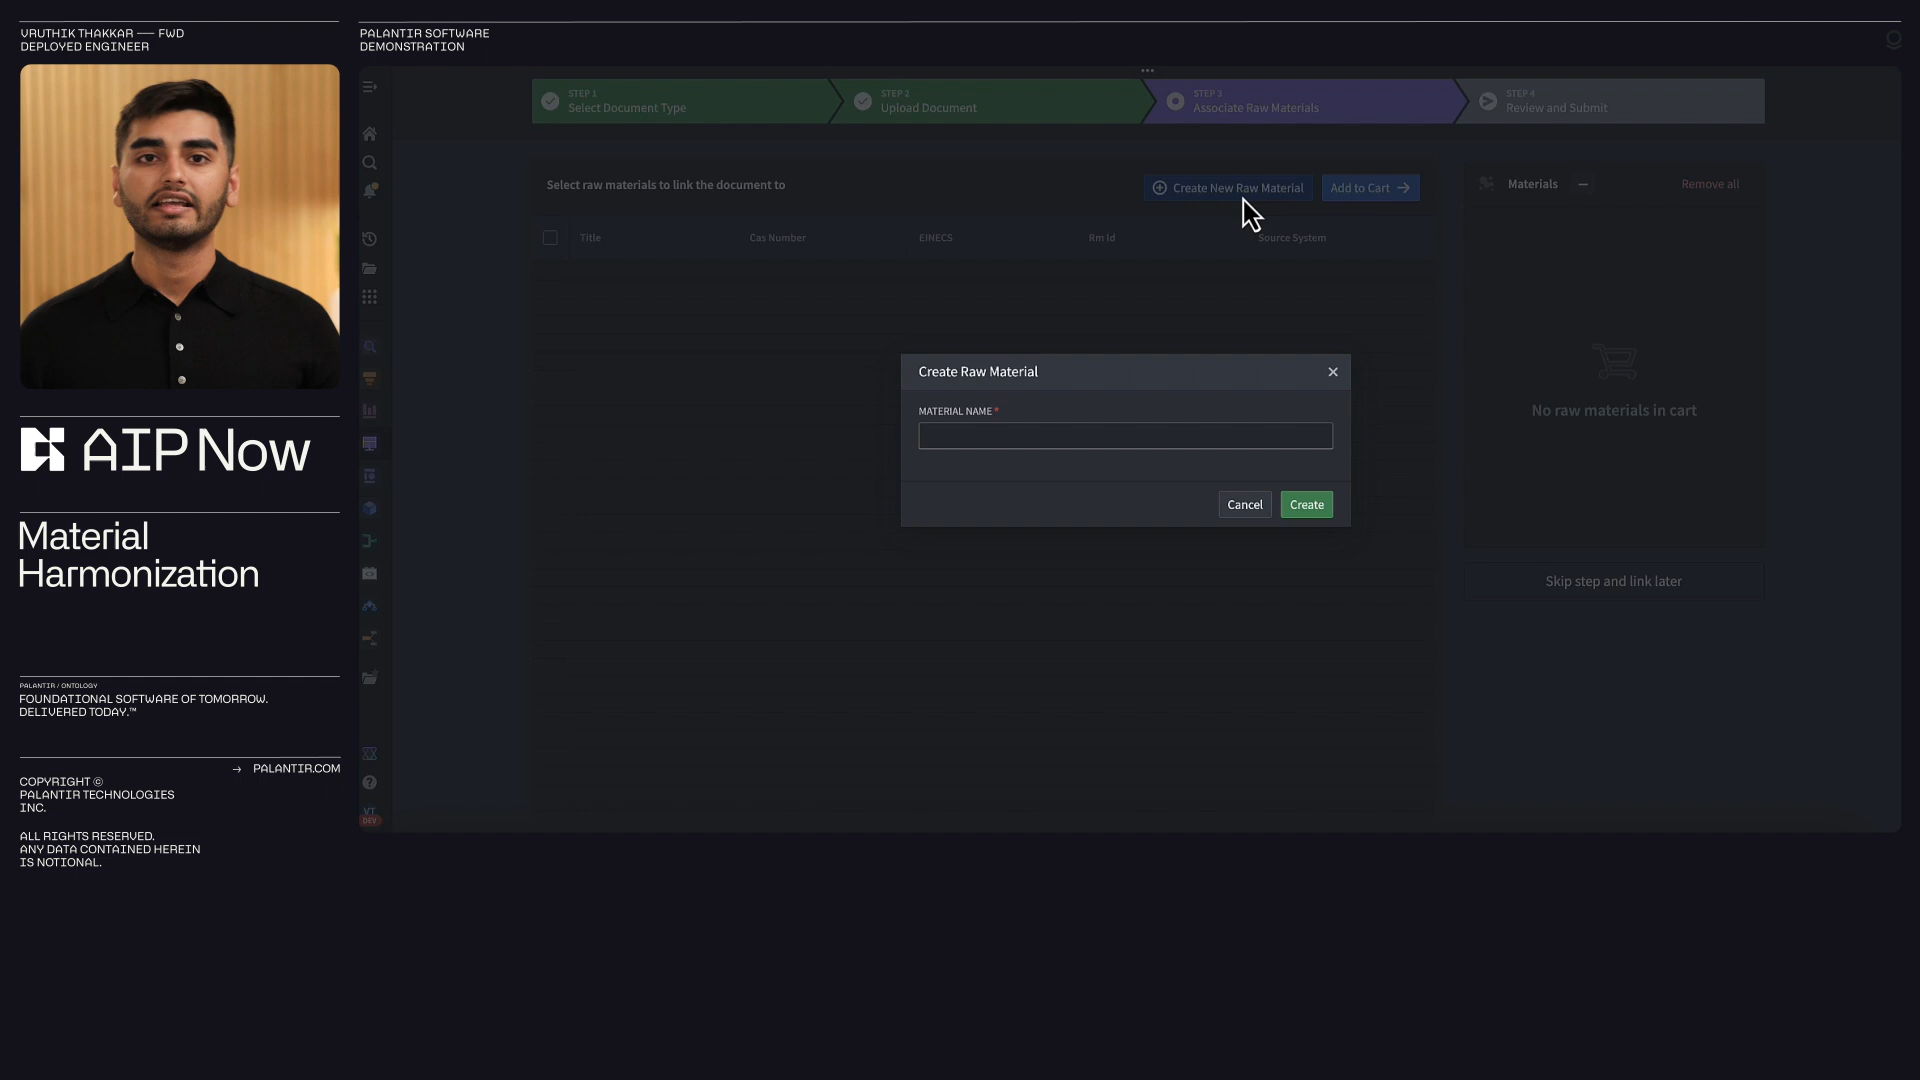 VRUTHIK THAKKAR — FWD
DEPLOYED ENGINEER
AIP Now
Material
Harmonization
PALANTIR / ONTOLOGY
FOUNDATIONAL SOFTWARE OF TOMORROW.
DELIVERED TODAY.™
→ PALANTIR.COM
COPYRIGHT ©
PALANTIR TECHNOLOGIES
INC.
ALL RIGHTS RESERVED.
ANY DATA CONTAINED HEREIN
IS NOTIONAL.
PALANTIR SOFTWARE
DEMONSTRATION
STEP 1
Select Document Type
STEP 2
Upload Document
STEP 3
Associate Raw Materials
STEP 4
Review and Submit
Select raw materials to link the document to
Create New Raw Material
Add to Cart
Title Cas Number EINECS Rm Id Source System
Create Raw Material
MATERIAL NAME *
Cancel Create
Materials
Remove all
No raw materials in cart
Skip step and link later
VT
DEV